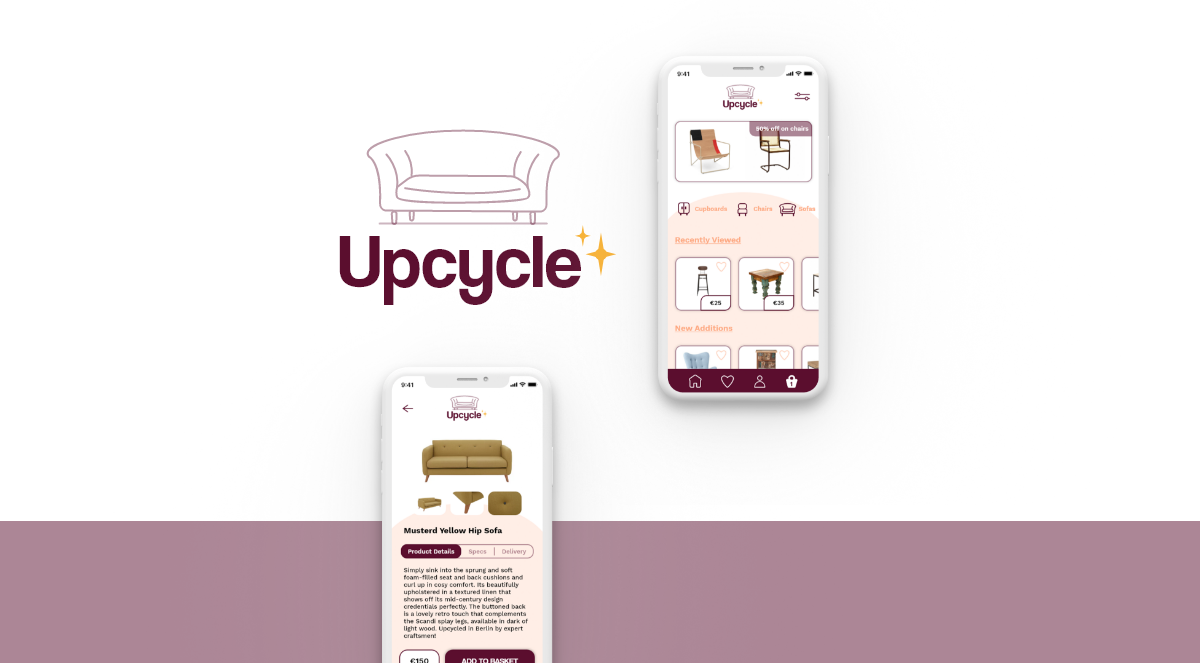 Upcycle
9:41
Upcycle
50% off on chairs
Cupboards Chairs Sofas
Recently Viewed
€25 €35
New Additions
9:41
Upcycle
Musterd Yellow Hip Sofa
Product Details Specs Delivery
Simply sink into the sprung and soft
foam-filled seat and back cushions and
curl up in cosy comfort. Its beautifully
upholstered in a textured linen that
shows off its mid-century design
credentials perfectly. The buttoned back
is a lovely retro touch that complements
the Scandi splay legs, available in dark of
light wood. Upcycled in Berlin by expert
craftsmen!
€150 ADD TO BASKET